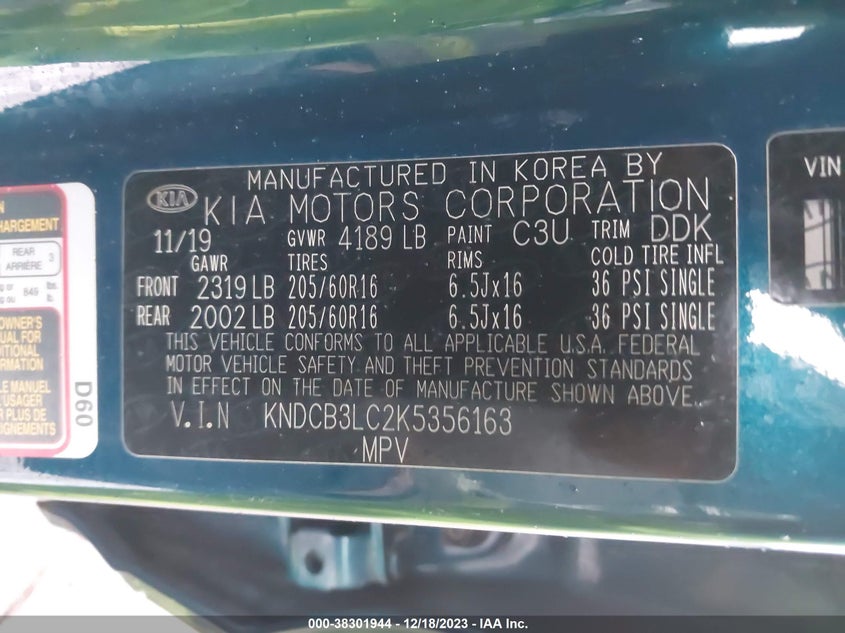 MANUFACTURED IN KOREA BY
KIA
KIA MOTORS CORPORATION
11/19 GVWR 4189 LB PAINT C3U TRIM DDK
GAWR TIRES RIMS COLD TIRE INFL
FRONT 2319 LB 205/60R16 6.5Jx16 36 PSI SINGLE
REAR 2002 LB 205/60R16 6.5Jx16 36 PSI SINGLE
THIS VEHICLE CONFORMS TO ALL APPLICABLE U.S.A. FEDERAL
MOTOR VEHICLE SAFETY AND THEFT PREVENTION STANDARDS
IN EFFECT ON THE DATE OF MANUFACTURE SHOWN ABOVE.
V.I.N KNDCB3LC2K5356163
MPV
REAR
ARRIÈRE 3
849
D60
VIN
000-38301944 - 12/18/2023 - IAA Inc.